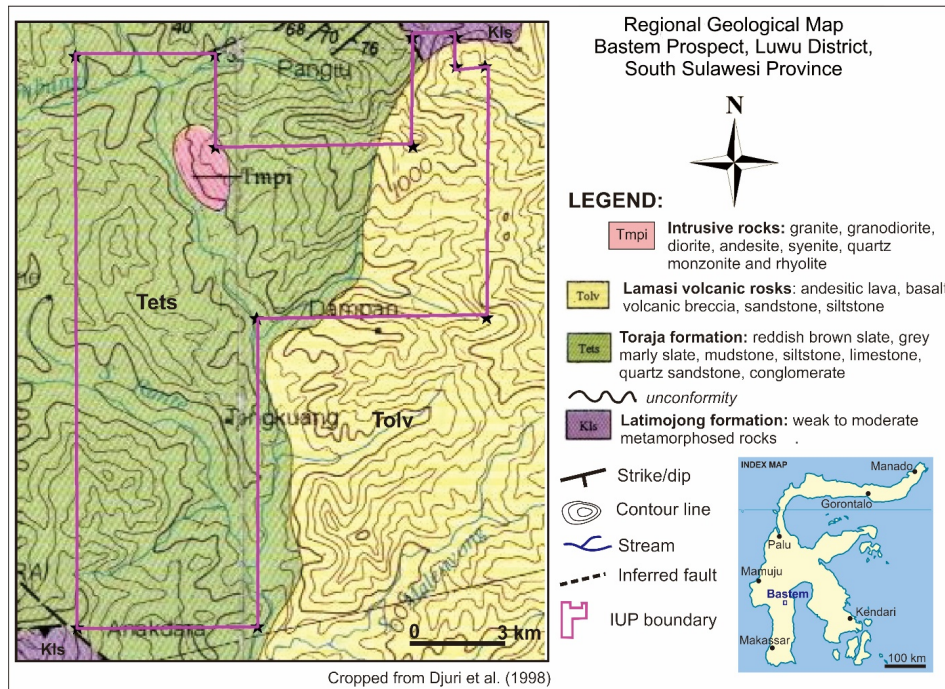 Regional Geological Map
Bastem Prospect, Luwu District,
South Sulawesi Province
N
LEGEND:
Tmpi
Intrusive rocks: granite, granodiorite,
diorite, andesite, syenite, quartz
monzonite and rhyolite
Tolv
Lamasi volcanic rosks: andesitic lava, basalt
volcanic breccia, sandstone, siltstone
Tets
Toraja formation: reddish brown slate, grey
marly slate, mudstone, siltstone, limestone,
quartz sandstone, conglomerate
unconformity
Kls
Latimojong formation: weak to moderate
metamorphosed rocks .
Strike/dip
Contour line
Stream
Inferred fault
IUP boundary
INDEX MAP
Manado
Gorontalo
Palu
Mamuju
Bastem
Kendari
Makassar
100 km
40
68
70
76
Kls
Pangiu
1000
Tmpi
Tets
Dampan
Tangkuang
Tolv
Anakdara
Kls
0 3 km
Cropped from Djuri et al. (1998)